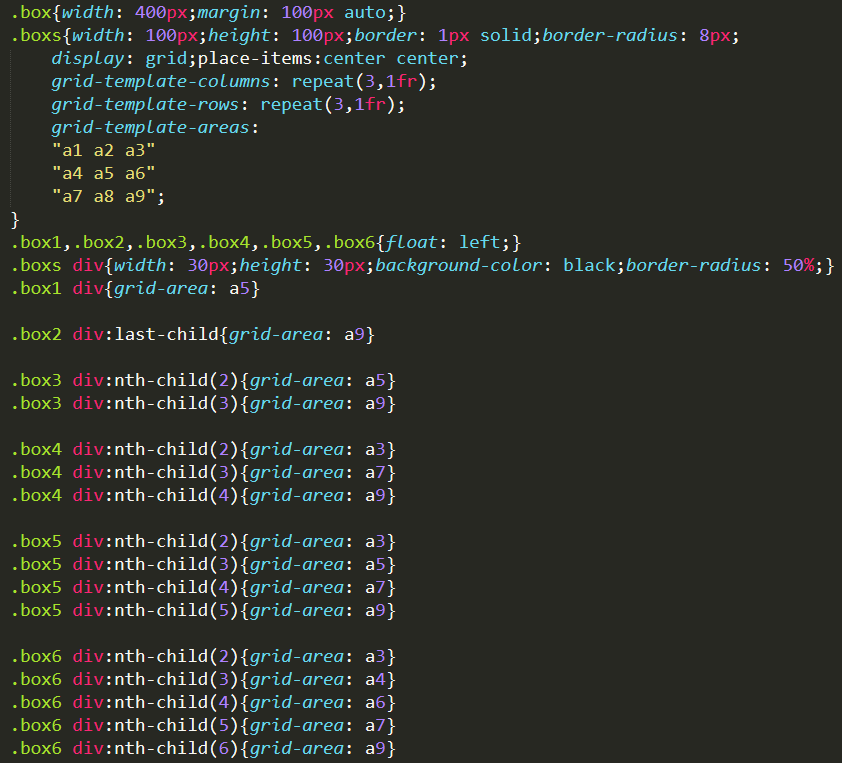 .box{width: 400px;margin: 100px auto;}
.boxs{width: 100px;height: 100px;border: 1px solid;border-radius: 8px;
    display: grid;place-items:center center;
    grid-template-columns: repeat(3,1fr);
    grid-template-rows: repeat(3,1fr);
    grid-template-areas:
    "a1 a2 a3"
    "a4 a5 a6"
    "a7 a8 a9";
}
.box1,.box2,.box3,.box4,.box5,.box6{float: left;}
.boxs div{width: 30px;height: 30px;background-color: black;border-radius: 50%;}
.box1 div{grid-area: a5}

.box2 div:last-child{grid-area: a9}

.box3 div:nth-child(2){grid-area: a5}
.box3 div:nth-child(3){grid-area: a9}

.box4 div:nth-child(2){grid-area: a3}
.box4 div:nth-child(3){grid-area: a7}
.box4 div:nth-child(4){grid-area: a9}

.box5 div:nth-child(2){grid-area: a3}
.box5 div:nth-child(3){grid-area: a5}
.box5 div:nth-child(4){grid-area: a7}
.box5 div:nth-child(5){grid-area: a9}

.box6 div:nth-child(2){grid-area: a3}
.box6 div:nth-child(3){grid-area: a4}
.box6 div:nth-child(4){grid-area: a6}
.box6 div:nth-child(5){grid-area: a7}
.box6 div:nth-child(6){grid-area: a9}